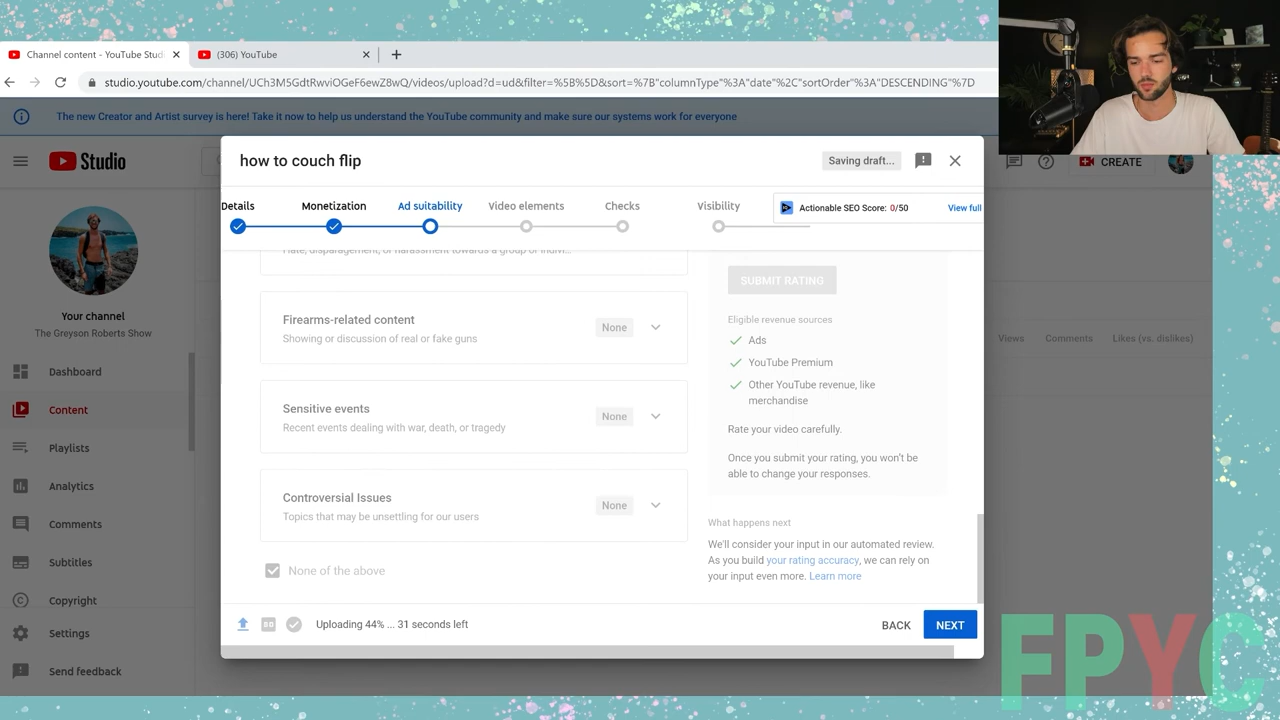 Channel content - YouTube Studi
(306) YouTube
studio.youtube.com/channel/UCh3M5GdtRwviOGeF6ewZ8wQ/videos/upload?d=ud&filter=%5B%5D&sort=%7B"columnType"%3A"date"%2C"sortOrder"%3A"DESCENDING"%7D
The new Creator and Artist survey is here! Take it now to help us understand the YouTube community and make sure our systems work for everyone
Studio
CREATE
how to couch flip
Saving draft...
Details
Monetization
Ad suitability
Video elements
Checks
Visibility
Actionable SEO Score: 0/50
View full
Your channel
The Greyson Roberts Show
Dashboard
Content
Playlists
Analytics
Comments
Subtitles
Copyright
Settings
Send feedback
Hate, disparagement, or harassment towards a group or indivi...
Firearms-related content
Showing or discussion of real or fake guns
None
Sensitive events
Recent events dealing with war, death, or tragedy
None
Controversial Issues
Topics that may be unsettling for our users
None
None of the above
SUBMIT RATING
Eligible revenue sources
Ads
YouTube Premium
Other YouTube revenue, like
merchandise
Rate your video carefully.
Once you submit your rating, you won't be
able to change your responses.
What happens next
We'll consider your input in our automated review.
As you build your rating accuracy, we can rely on
your input even more. Learn more
Views
Comments
Likes (vs. dislikes)
Uploading 44% ... 31 seconds left
BACK
NEXT
FPYC